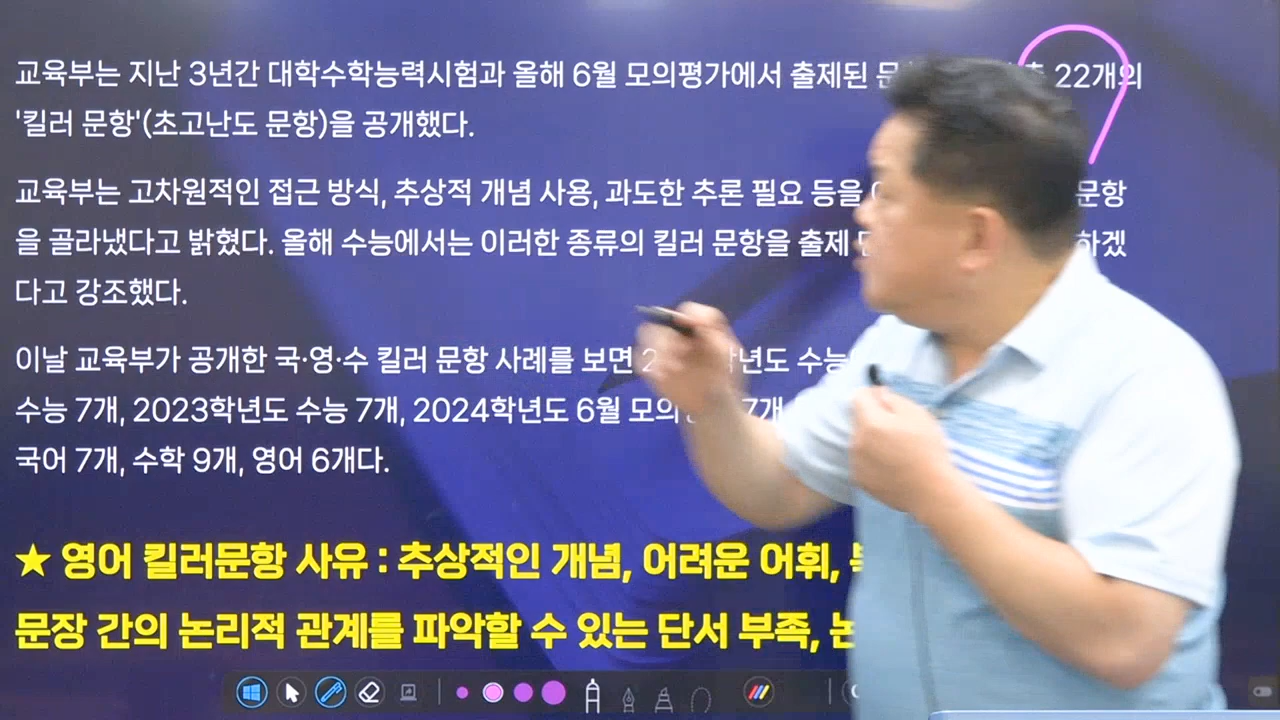 교육부는 지난 3년간 대학수학능력시험과 올해 6월 모의평가에서 출제된 22개의
'킬러 문항'(초고난도 문항)을 공개했다.
교육부는 고차원적인 접근 방식, 추상적 개념 사용, 과도한 추론 필요 등을 문항
을 골라냈다고 밝혔다. 올해 수능에서는 이러한 종류의 킬러 문항을 출제 하겠
다고 강조했다.
이날 교육부가 공개한 국·영·수 킬러 문항 사례를 보면
수능 7개, 2023학년도 수능 7개, 2024학년도 6월 7개
국어 7개, 수학 9개, 영어 6개다.
★ 영어 킬러문항 사유 : 추상적인 개념, 어려운 어휘,
문장 간의 논리적 관계를 파악할 수 있는 단서 부족,